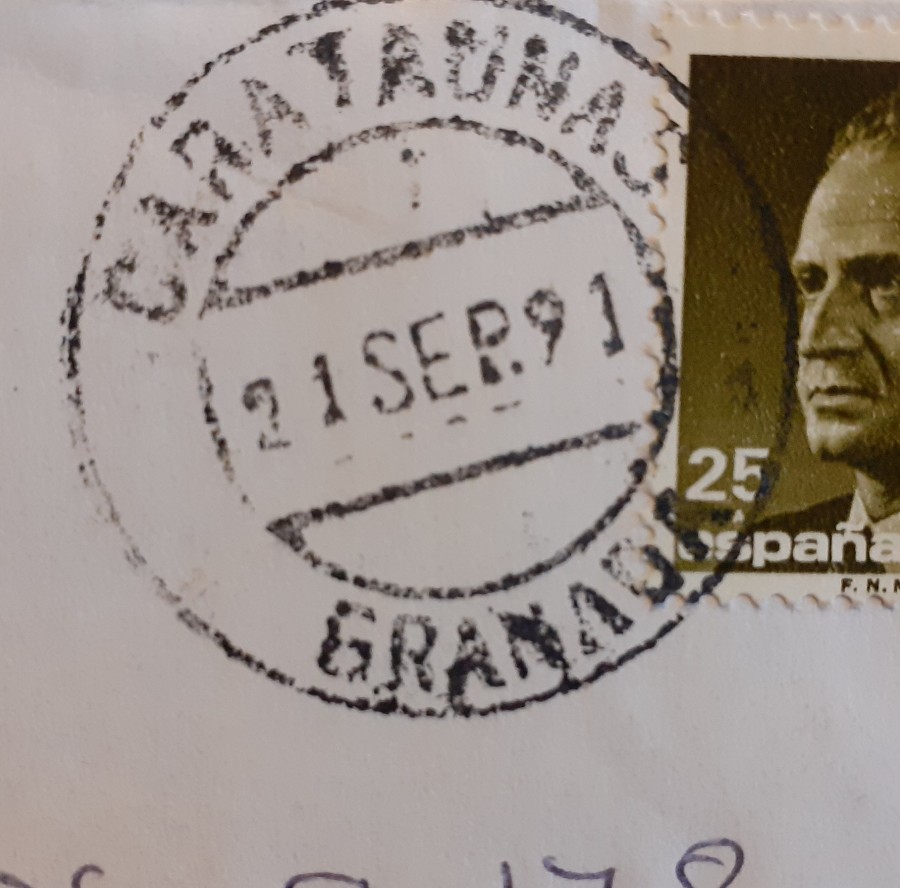 CARATAUNAS
21 SEP. 91
GRANADA
25
españa
F. N. M